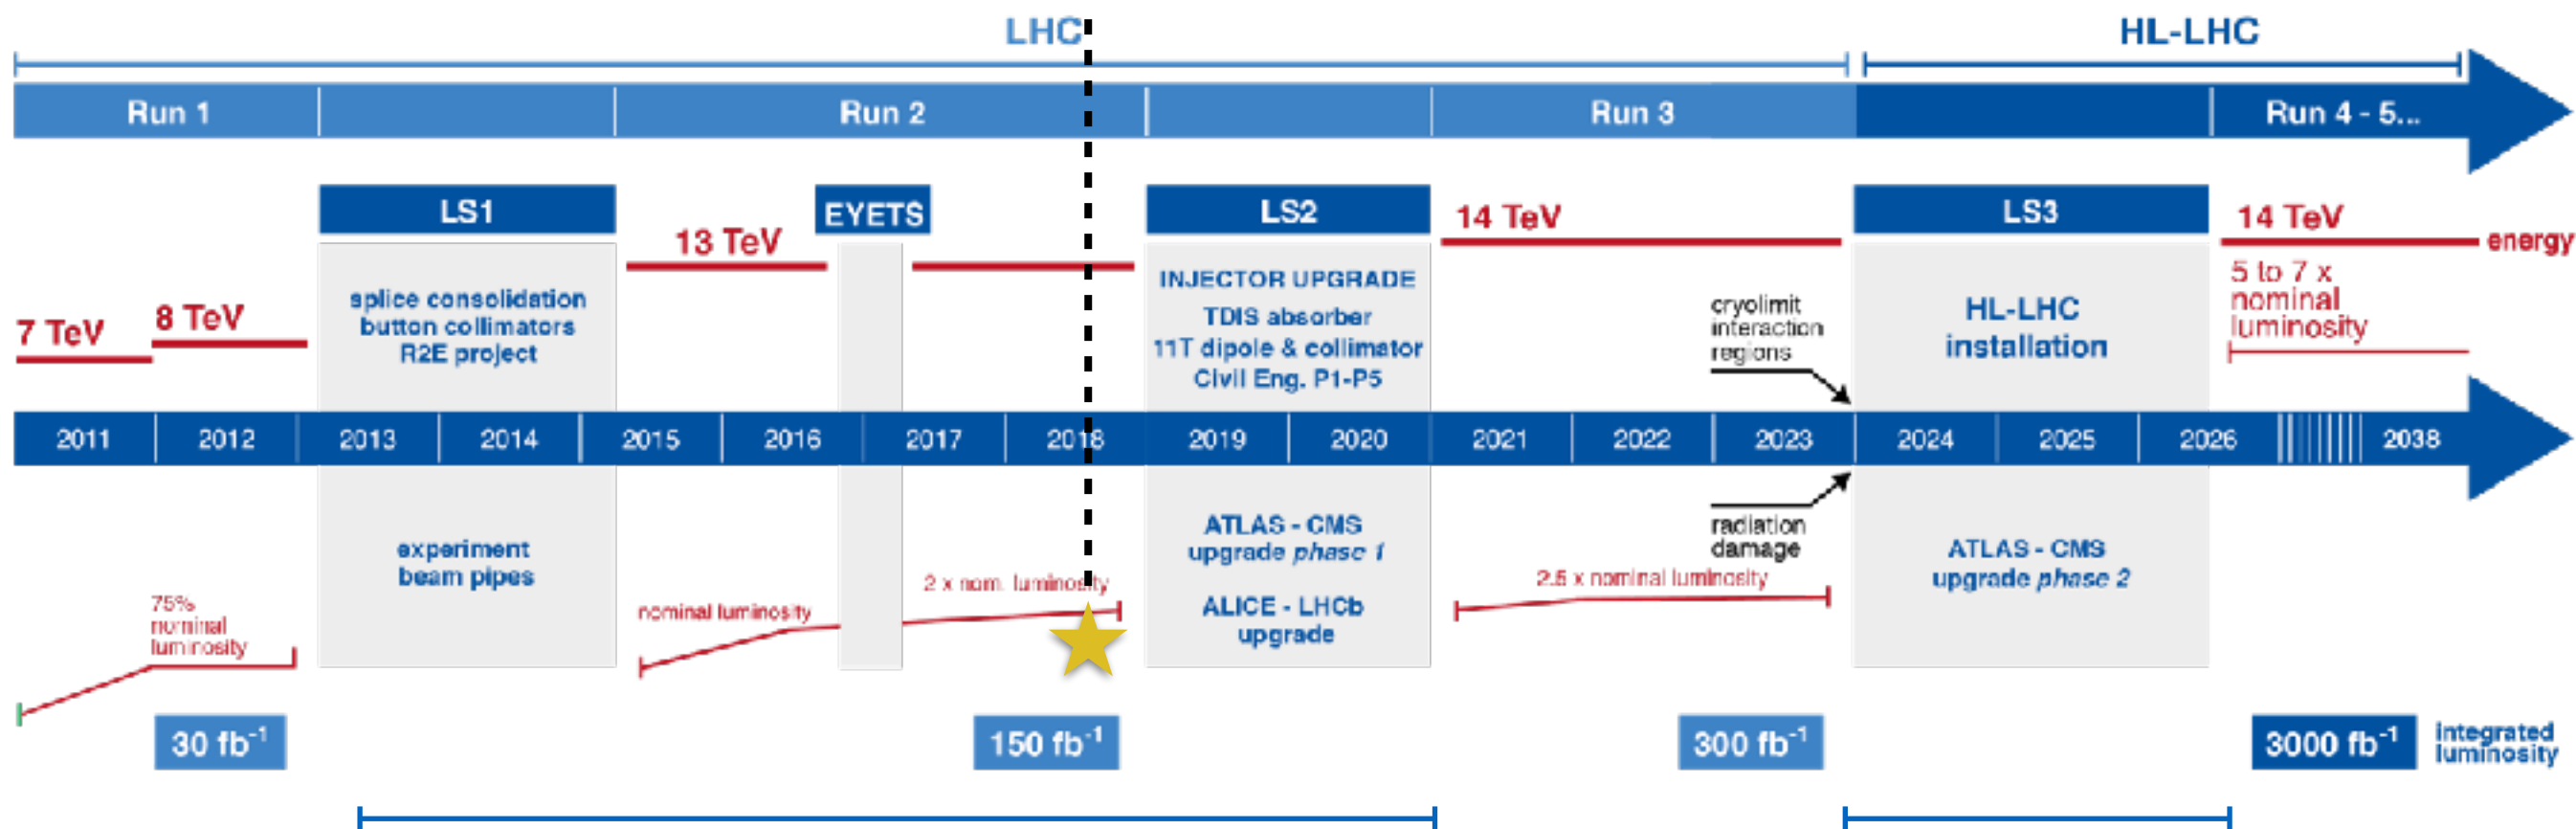 LHC
HL-LHC
Run 1
Run 2
Run 3
Run 4 - 5...
LS1
EYETS
LS2
LS3
14 TeV
14 TeV
13 TeV
energy
7 TeV
8 TeV
splice consolidation
button collimators
R2E project
INJECTOR UPGRADE
TDIS absorber
11T dipole & collimator
Civil Eng. P1-P5
cryolimit
interaction
regions
HL-LHC
installation
5 to 7 x
nominal
luminosity
2011
2012
2013
2014
2015
2016
2017
2018
2019
2020
2021
2022
2023
2024
2025
2026
2038
75%
nominal
luminosity
experiment
beam pipes
nominal luminosity
2 x nom. luminosity
ATLAS - CMS
upgrade phase 1
ALICE - LHCb
upgrade
2.5 x nominal luminosity
radiation
damage
ATLAS - CMS
upgrade phase 2
30 fb⁻¹
150 fb⁻¹
300 fb⁻¹
3000 fb⁻¹
integrated
luminosity